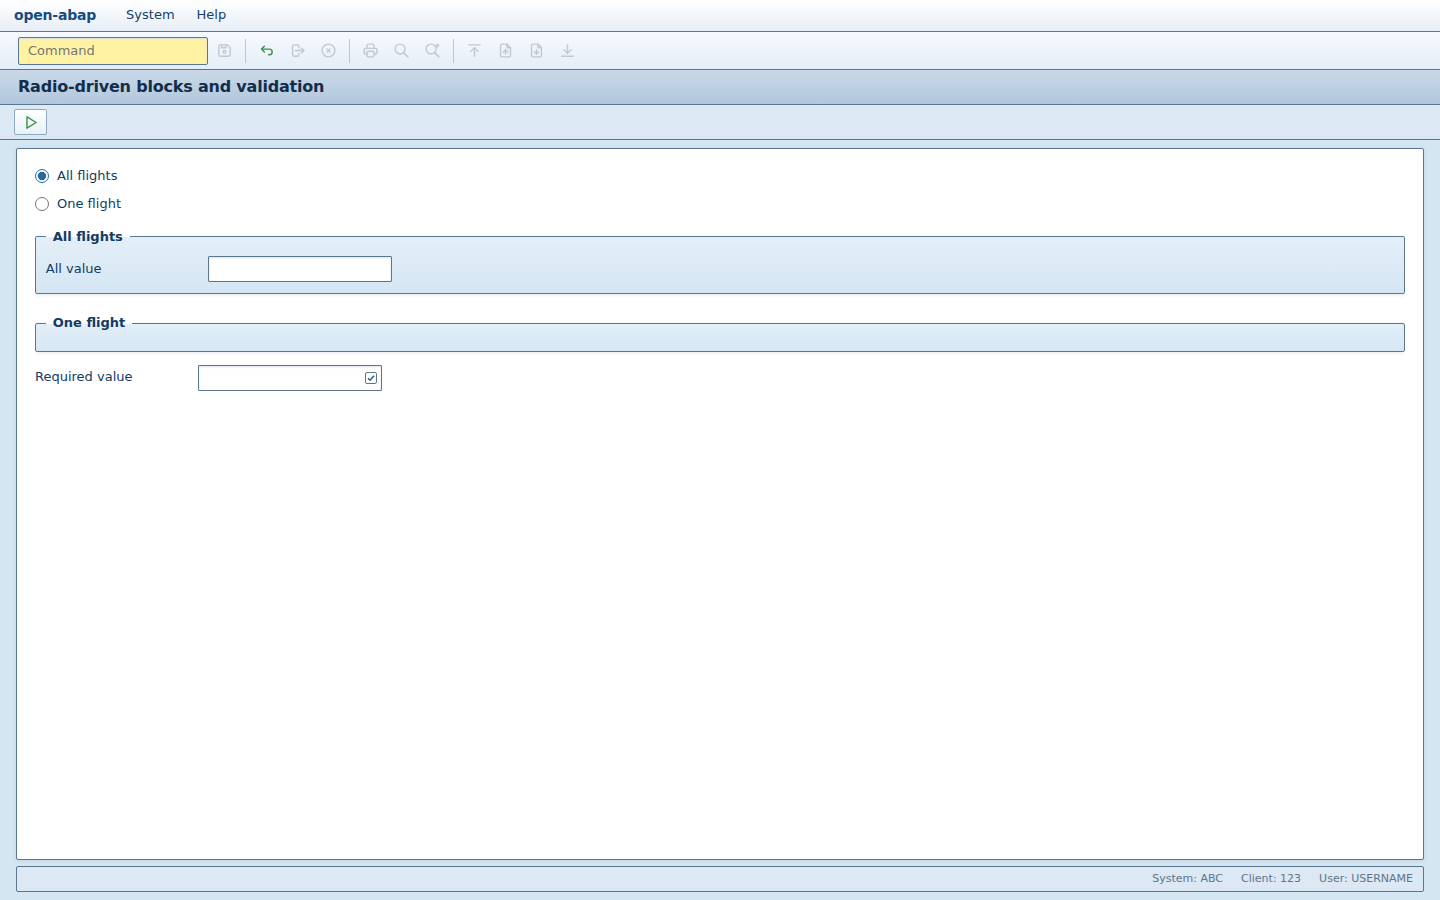 open-abap System Help
Command
Radio-driven blocks and validation
All flights
One flight
All flights
All value
One flight
Required value
System: ABC Client: 123 User: USERNAME